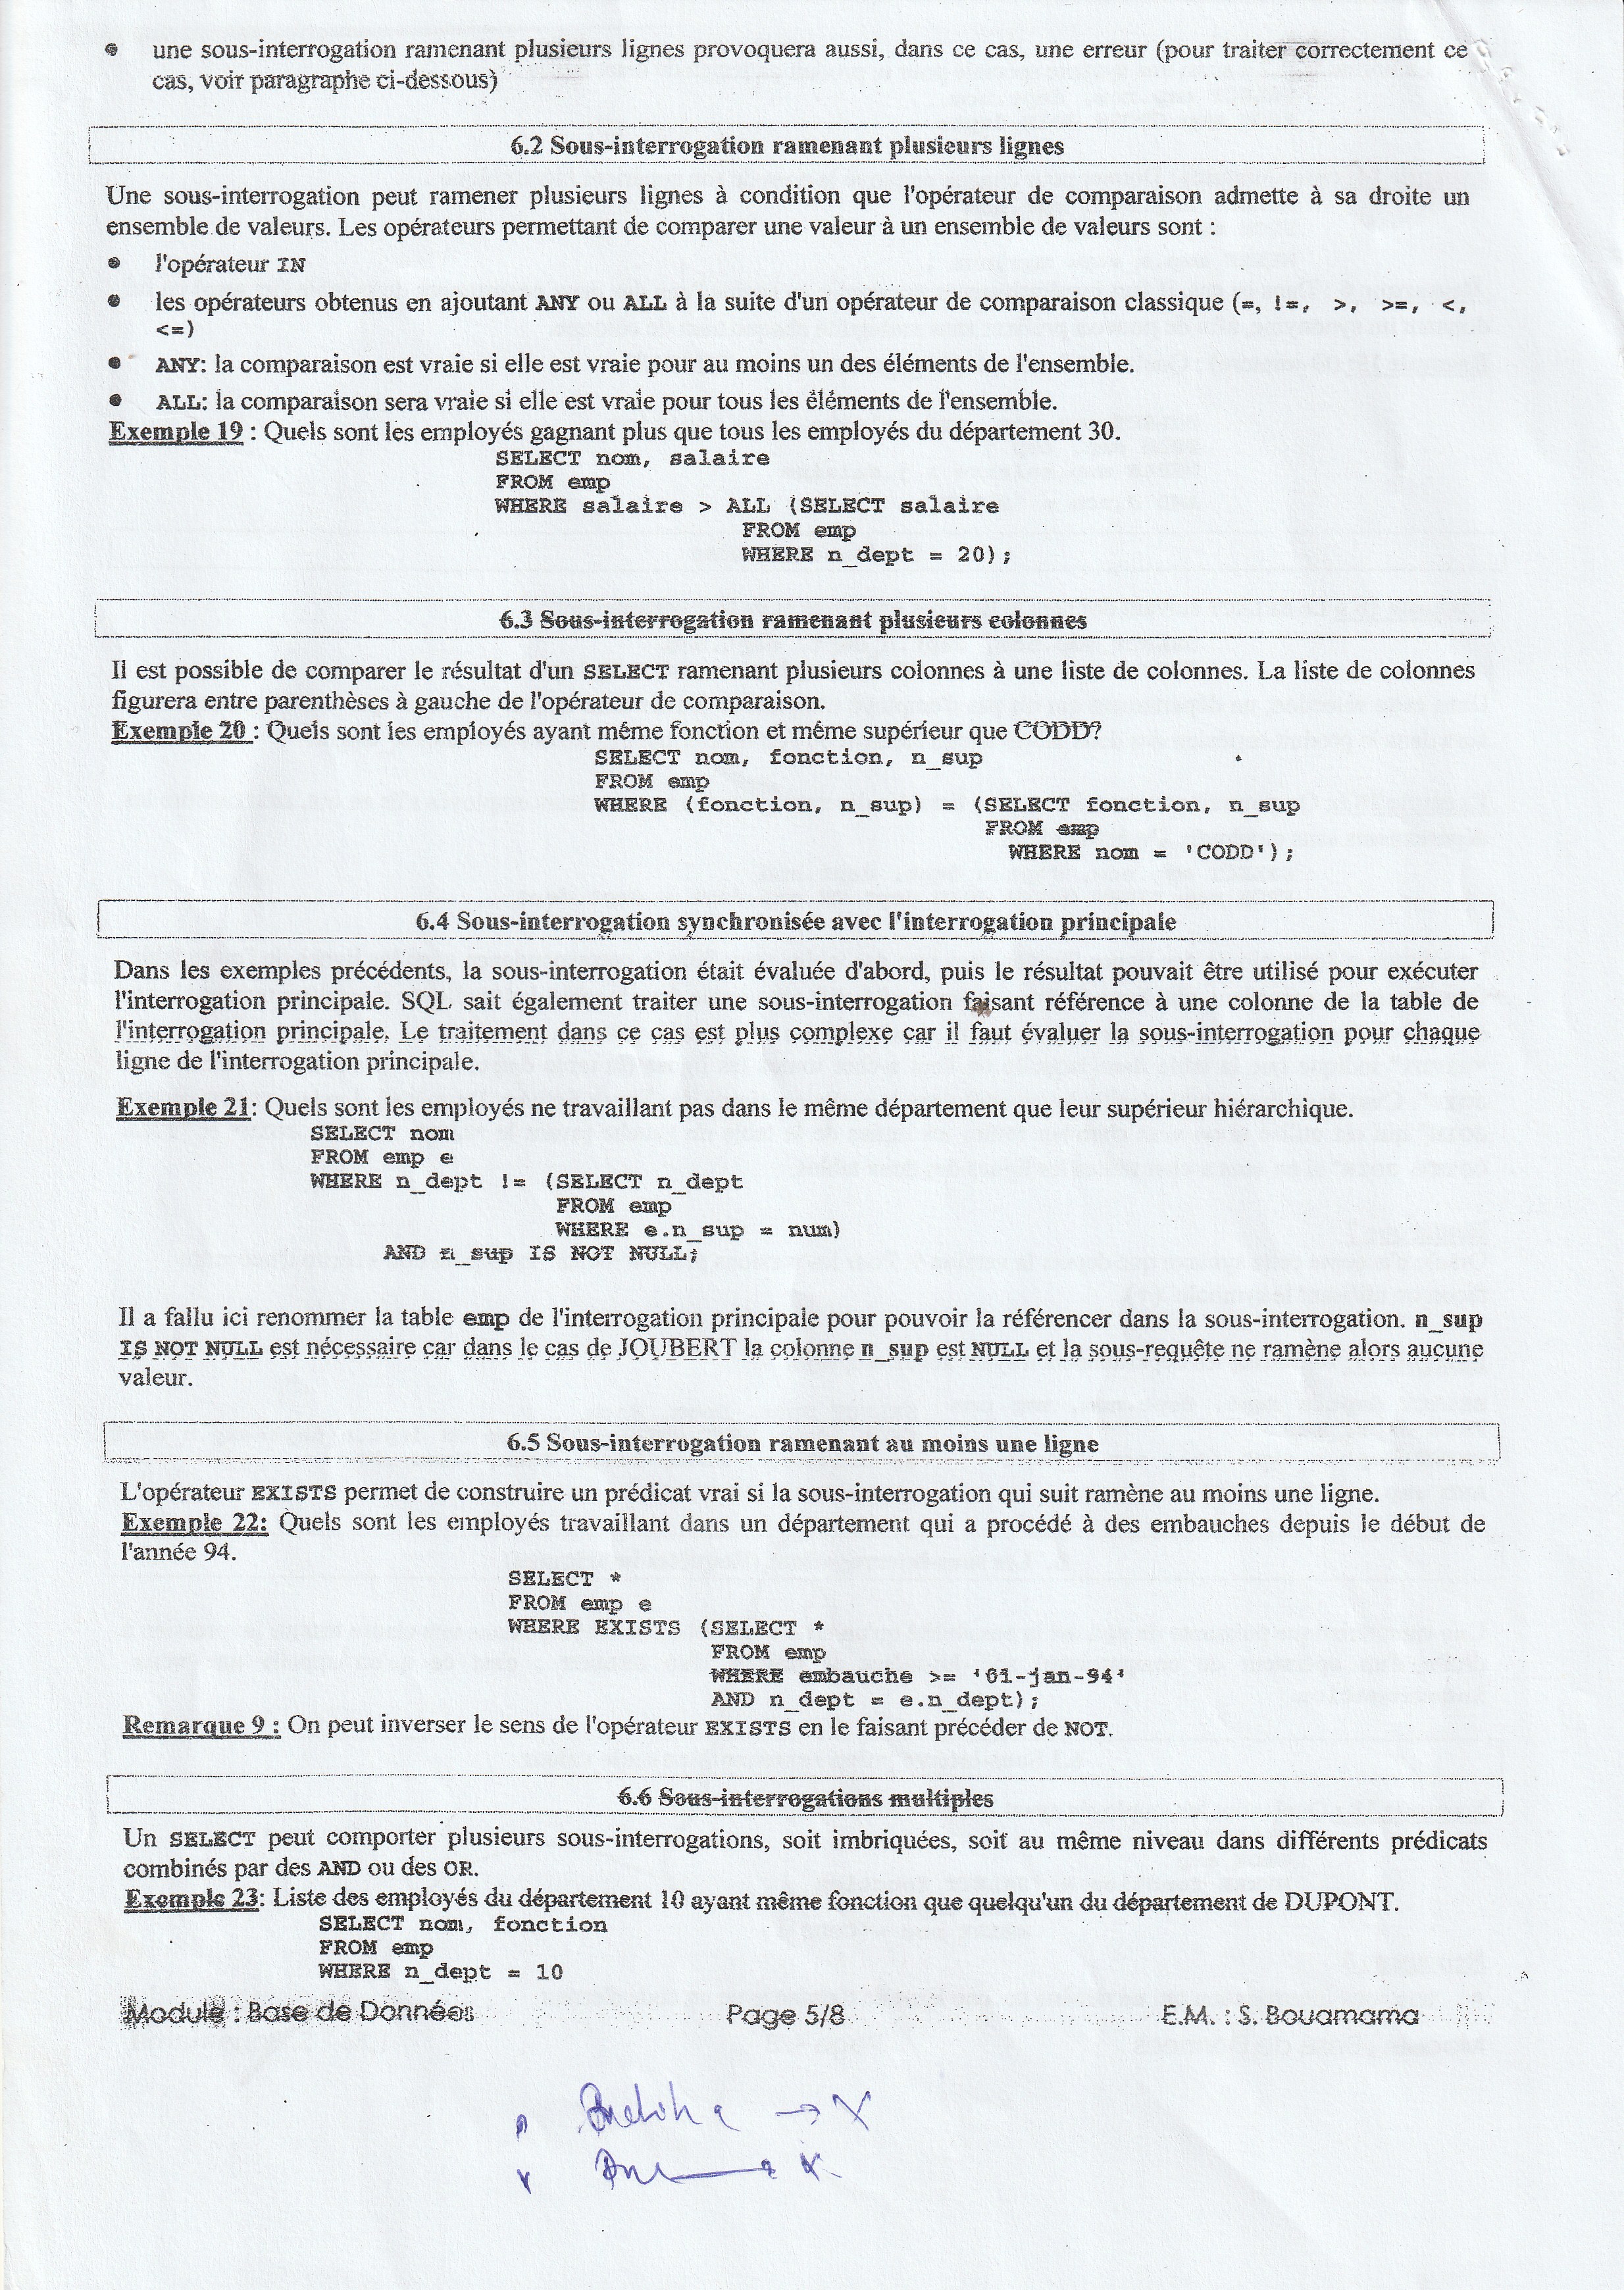 • une sous-interrogation ramenant plusieurs lignes provoquera aussi, dans ce cas, une erreur (pour traiter correctement ce
cas, voir paragraphe ci-dessous)
6.2 Sous-interrogation ramenant plusieurs lignes
Une sous-interrogation peut ramener plusieurs lignes à condition que l'opérateur de comparaison admette à sa droite un
ensemble de valeurs. Les opérateurs permettant de comparer une valeur à un ensemble de valeurs sont :
• l'opérateur IN
• les opérateurs obtenus en ajoutant ANY ou ALL à la suite d'un opérateur de comparaison classique (=, !=, >, >=, <,
<=)
• ANY: la comparaison est vraie si elle est vraie pour au moins un des éléments de l'ensemble.
• ALL: la comparaison sera vraie si elle est vraie pour tous les éléments de l'ensemble.
Exemple 19 : Quels sont les employés gagnant plus que tous les employés du département 30.
SELECT nom, salaire
FROM emp
WHERE salaire > ALL (SELECT salaire
FROM emp
WHERE n_dept = 20);
6.3 Sous-interrogation ramenant plusieurs colonnes
Il est possible de comparer le résultat d'un SELECT ramenant plusieurs colonnes à une liste de colonnes. La liste de colonnes
figurera entre parenthèses à gauche de l'opérateur de comparaison.
Exemple 20 : Quels sont les employés ayant même fonction et même supérieur que CODD?
SELECT nom, fonction, n_sup
FROM emp
WHERE (fonction, n_sup) = (SELECT fonction, n_sup
FROM emp
WHERE nom = 'CODD');
6.4 Sous-interrogation synchronisée avec l'interrogation principale
Dans les exemples précédents, la sous-interrogation était évaluée d'abord, puis le résultat pouvait être utilisé pour exécuter
l'interrogation principale. SQL sait également traiter une sous-interrogation faisant référence à une colonne de la table de
l'interrogation principale. Le traitement dans ce cas est plus complexe car il faut évaluer la sous-interrogation pour chaque
ligne de l'interrogation principale.
Exemple 21: Quels sont les employés ne travaillant pas dans le même département que leur supérieur hiérarchique.
SELECT nom
FROM emp e
WHERE n_dept != (SELECT n_dept
FROM emp
WHERE e.n_sup = num)
AND n_sup IS NOT NULL;
Il a fallu ici renommer la table emp de l'interrogation principale pour pouvoir la référencer dans la sous-interrogation. n_sup
IS NOT NULL est nécessaire car dans le cas de JOUBERT la colonne n_sup est NULL et la sous-requête ne ramène alors aucune
valeur.
6.5 Sous-interrogation ramenant au moins une ligne
L'opérateur EXISTS permet de construire un prédicat vrai si la sous-interrogation qui suit ramène au moins une ligne.
Exemple 22: Quels sont les employés travaillant dans un département qui a procédé à des embauches depuis le début de
l'année 94.
SELECT *
FROM emp e
WHERE EXISTS (SELECT *
FROM emp
WHERE embauche >= '01-jan-94'
AND n_dept = e.n_dept);
Remarque 9 : On peut inverser le sens de l'opérateur EXISTS en le faisant précéder de NOT.
6.6 Sous-interrogations multiples
Un SELECT peut comporter plusieurs sous-interrogations, soit imbriquées, soit au même niveau dans différents prédicats
combinés par des AND ou des OR.
Exemple 23: Liste des employés du département 10 ayant même fonction que quelqu'un du département de DUPONT.
SELECT nom, fonction
FROM emp
WHERE n_dept = 10
Module : Base de Données Page 5/8 E.M. : S. Bouamama